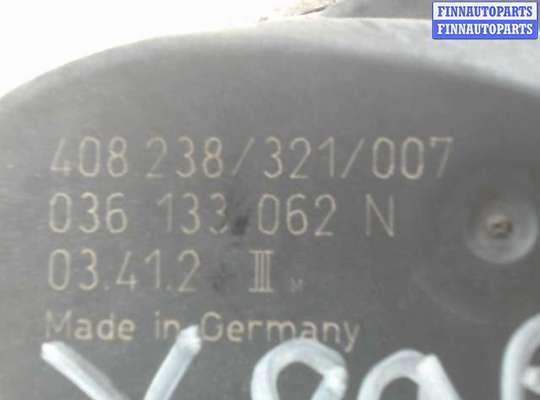 FINNAUTOPARTS
FINNAUTOPARTS
408 238/321/007
036 133 062 N
03.41.2 III M
Made in Germany